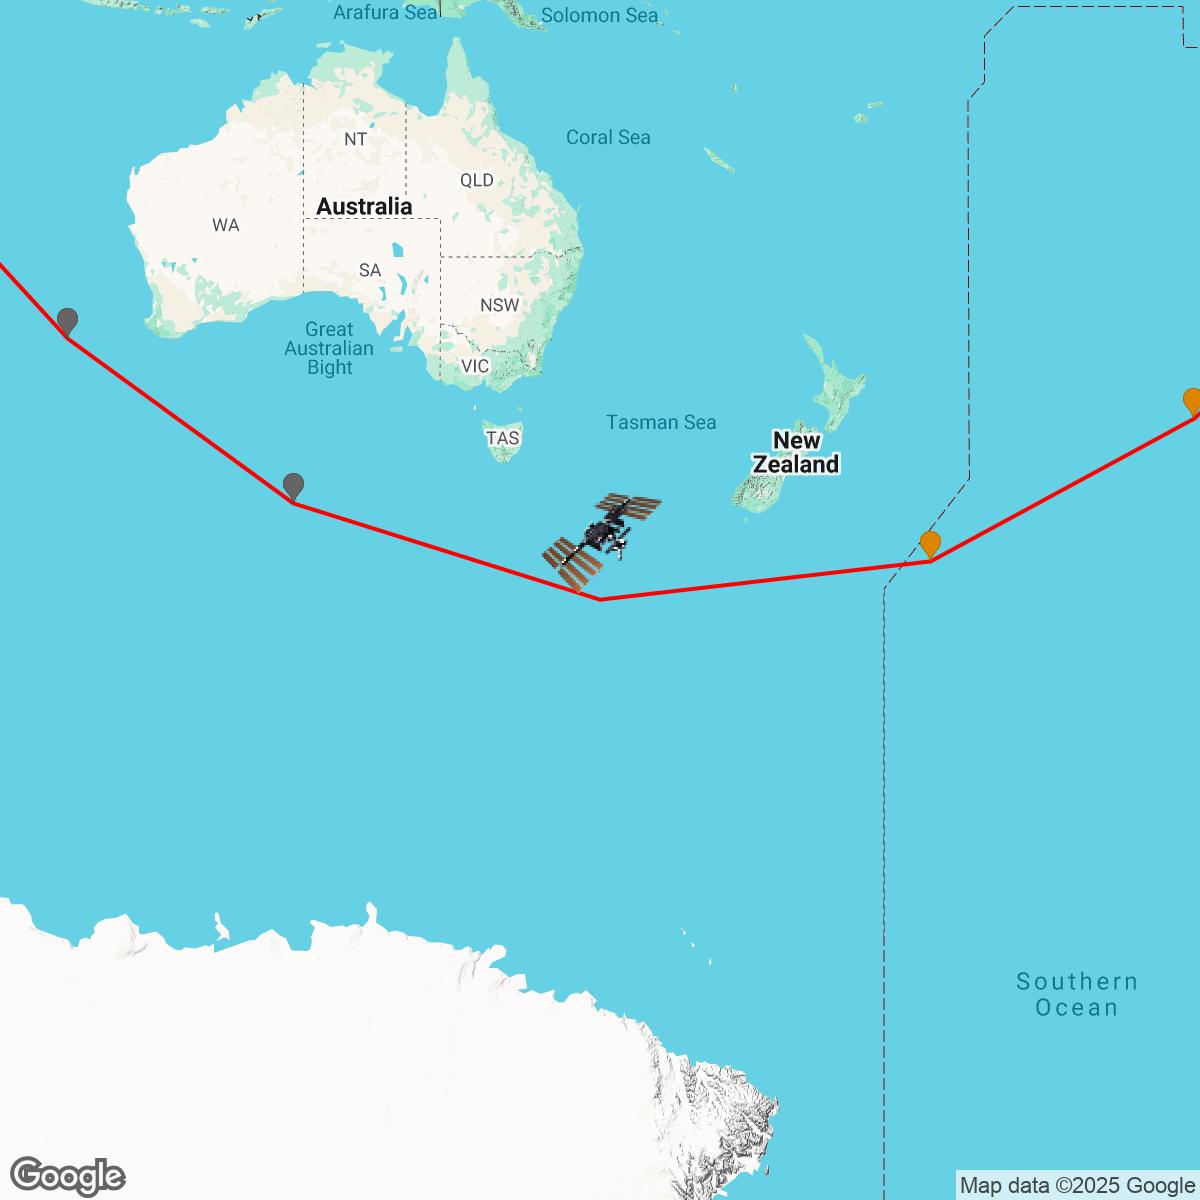 Arafura Sea
Solomon Sea
Coral Sea
NT
QLD
Australia
WA
SA
NSW
Great
Australian
Bight
VIC
Tasman Sea
TAS
New
Zealand
Southern
Ocean
Google
Map data ©2025 Google